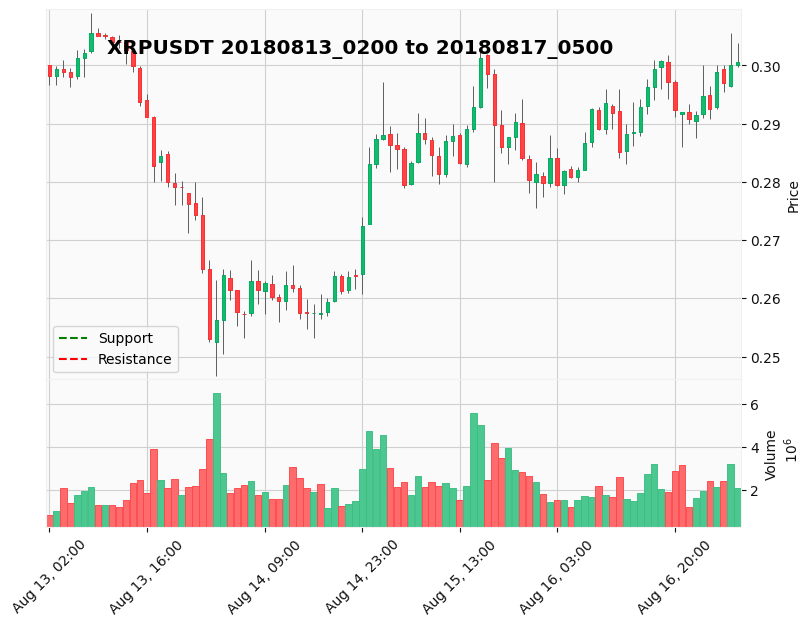 XRPUSDT 20180813_0200 to 20180817_0500
0.30
0.29
0.28
0.27
0.26
0.25
Price
Support
Resistance
6
4
2
Volume
10^6
Aug 13, 02:00
Aug 13, 16:00
Aug 14, 09:00
Aug 14, 23:00
Aug 15, 13:00
Aug 16, 03:00
Aug 16, 20:00